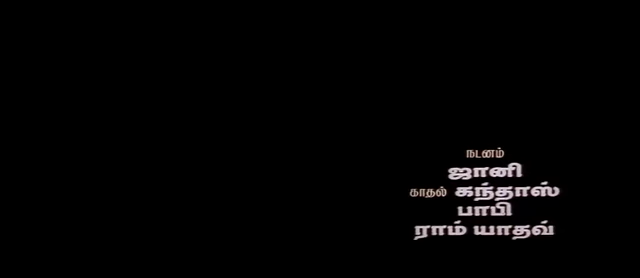 நடனம்
ஜானி
காதல் கந்தாஸ்
பாபி
ராம் யாதவ்